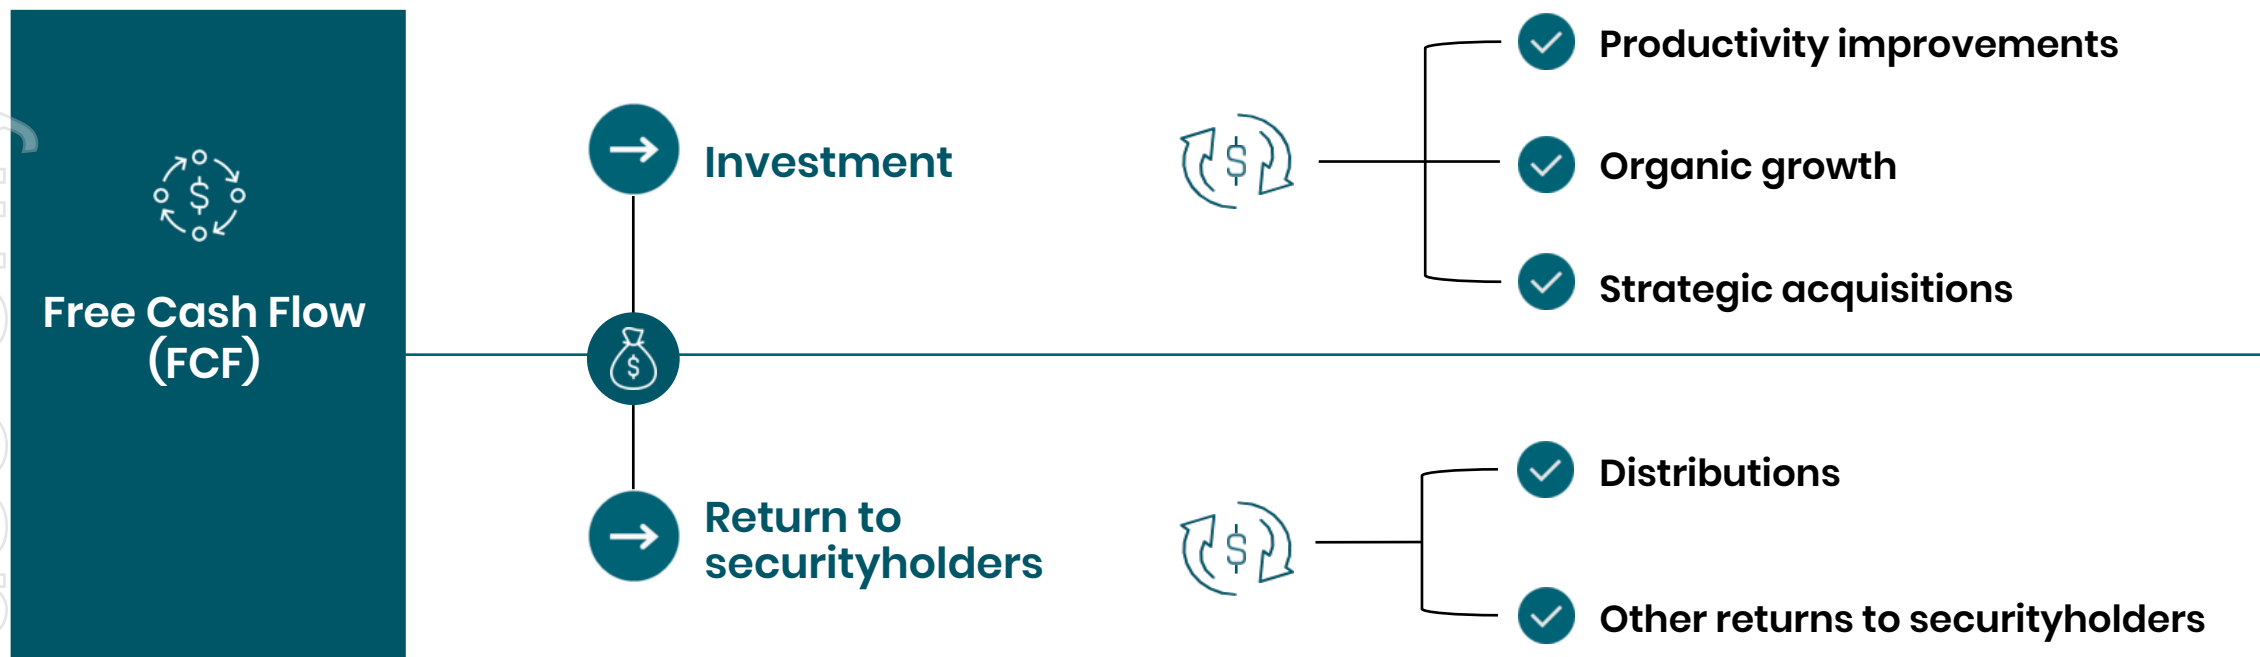 Free Cash Flow
(FCF)
Investment
Productivity improvements
Organic growth
Strategic acquisitions
Return to
securityholders
Distributions
Other returns to securityholders